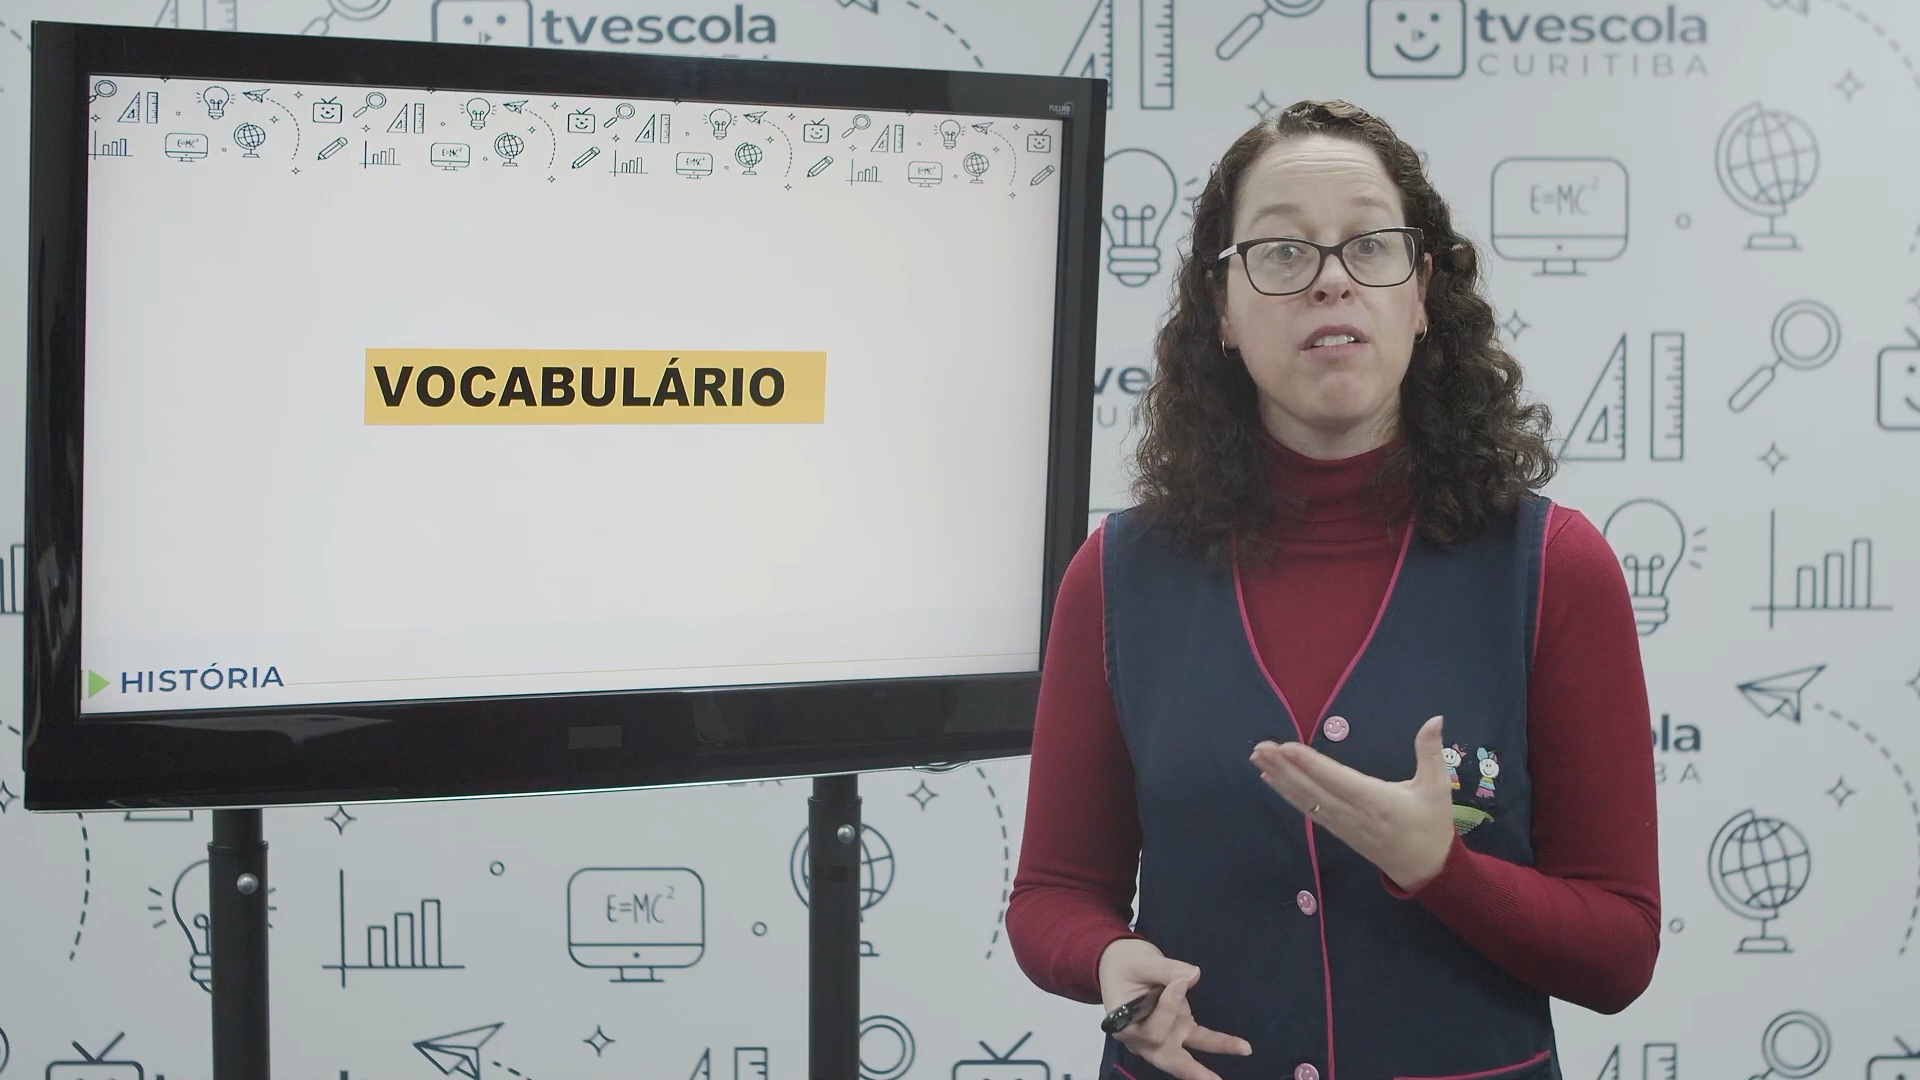 tvescola
tvescola
CURITIBA
E=MC²
VOCABULÁRIO
HISTÓRIA
E=MC²